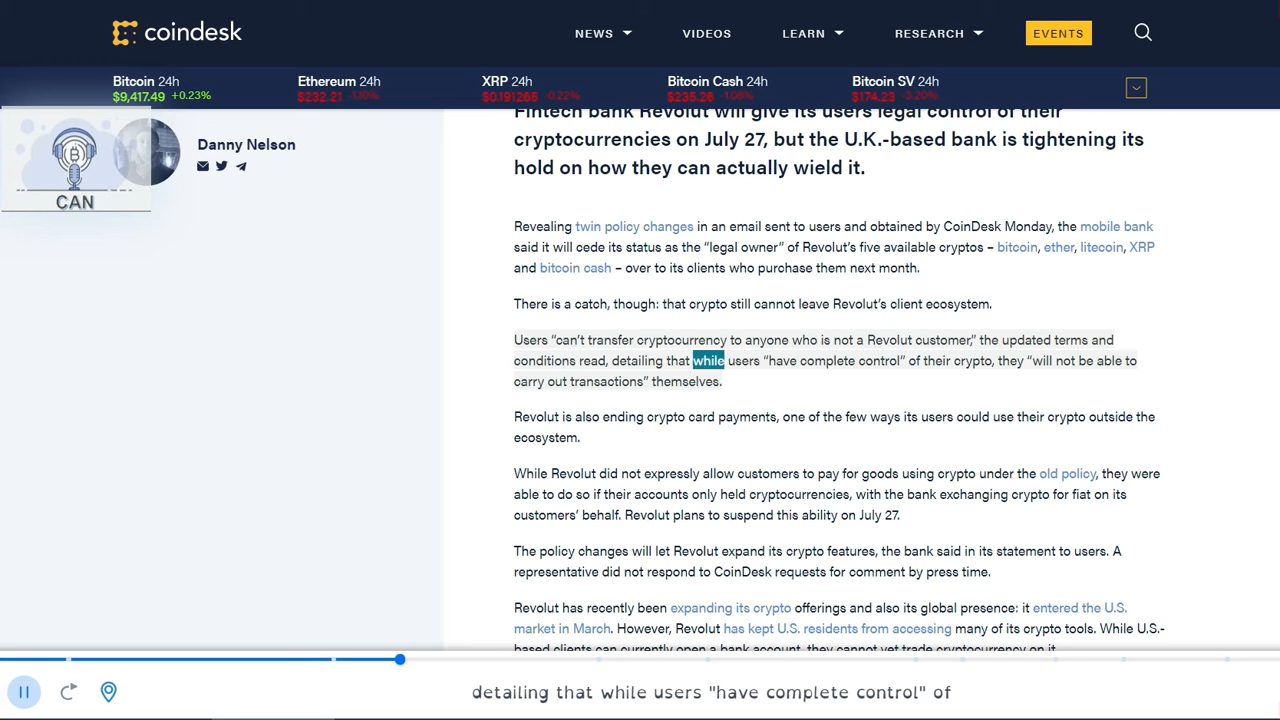 coindesk
NEWS VIDEOS LEARN RESEARCH EVENTS
Bitcoin 24h Ethereum 24h XRP 24h Bitcoin Cash 24h Bitcoin SV 24h
$9,417.49 +0.23% $232.21 -1.10% $0.191265 -0.22% $235.26 -1.08% $174.23 -3.20%
Danny Nelson
CAN
Fintech bank Revolut will give its users legal control of their
cryptocurrencies on July 27, but the U.K.-based bank is tightening its
hold on how they can actually wield it.
Revealing twin policy changes in an email sent to users and obtained by CoinDesk Monday, the mobile bank
said it will cede its status as the “legal owner” of Revolut’s five available cryptos – bitcoin, ether, litecoin, XRP
and bitcoin cash – over to its clients who purchase them next month.
There is a catch, though: that crypto still cannot leave Revolut’s client ecosystem.
Users “can’t transfer cryptocurrency to anyone who is not a Revolut customer,” the updated terms and
conditions read, detailing that while users “have complete control” of their crypto, they “will not be able to
carry out transactions” themselves.
Revolut is also ending crypto card payments, one of the few ways its users could use their crypto outside the
ecosystem.
While Revolut did not expressly allow customers to pay for goods using crypto under the old policy, they were
able to do so if their accounts only held cryptocurrencies, with the bank exchanging crypto for fiat on its
customers’ behalf. Revolut plans to suspend this ability on July 27.
The policy changes will let Revolut expand its crypto features, the bank said in its statement to users. A
representative did not respond to CoinDesk requests for comment by press time.
Revolut has recently been expanding its crypto offerings and also its global presence: it entered the U.S.
market in March. However, Revolut has kept U.S. residents from accessing many of its crypto tools. While U.S.-
based clients can currently open a bank account, they cannot yet trade cryptocurrency on it.
detailing that while users "have complete control" of